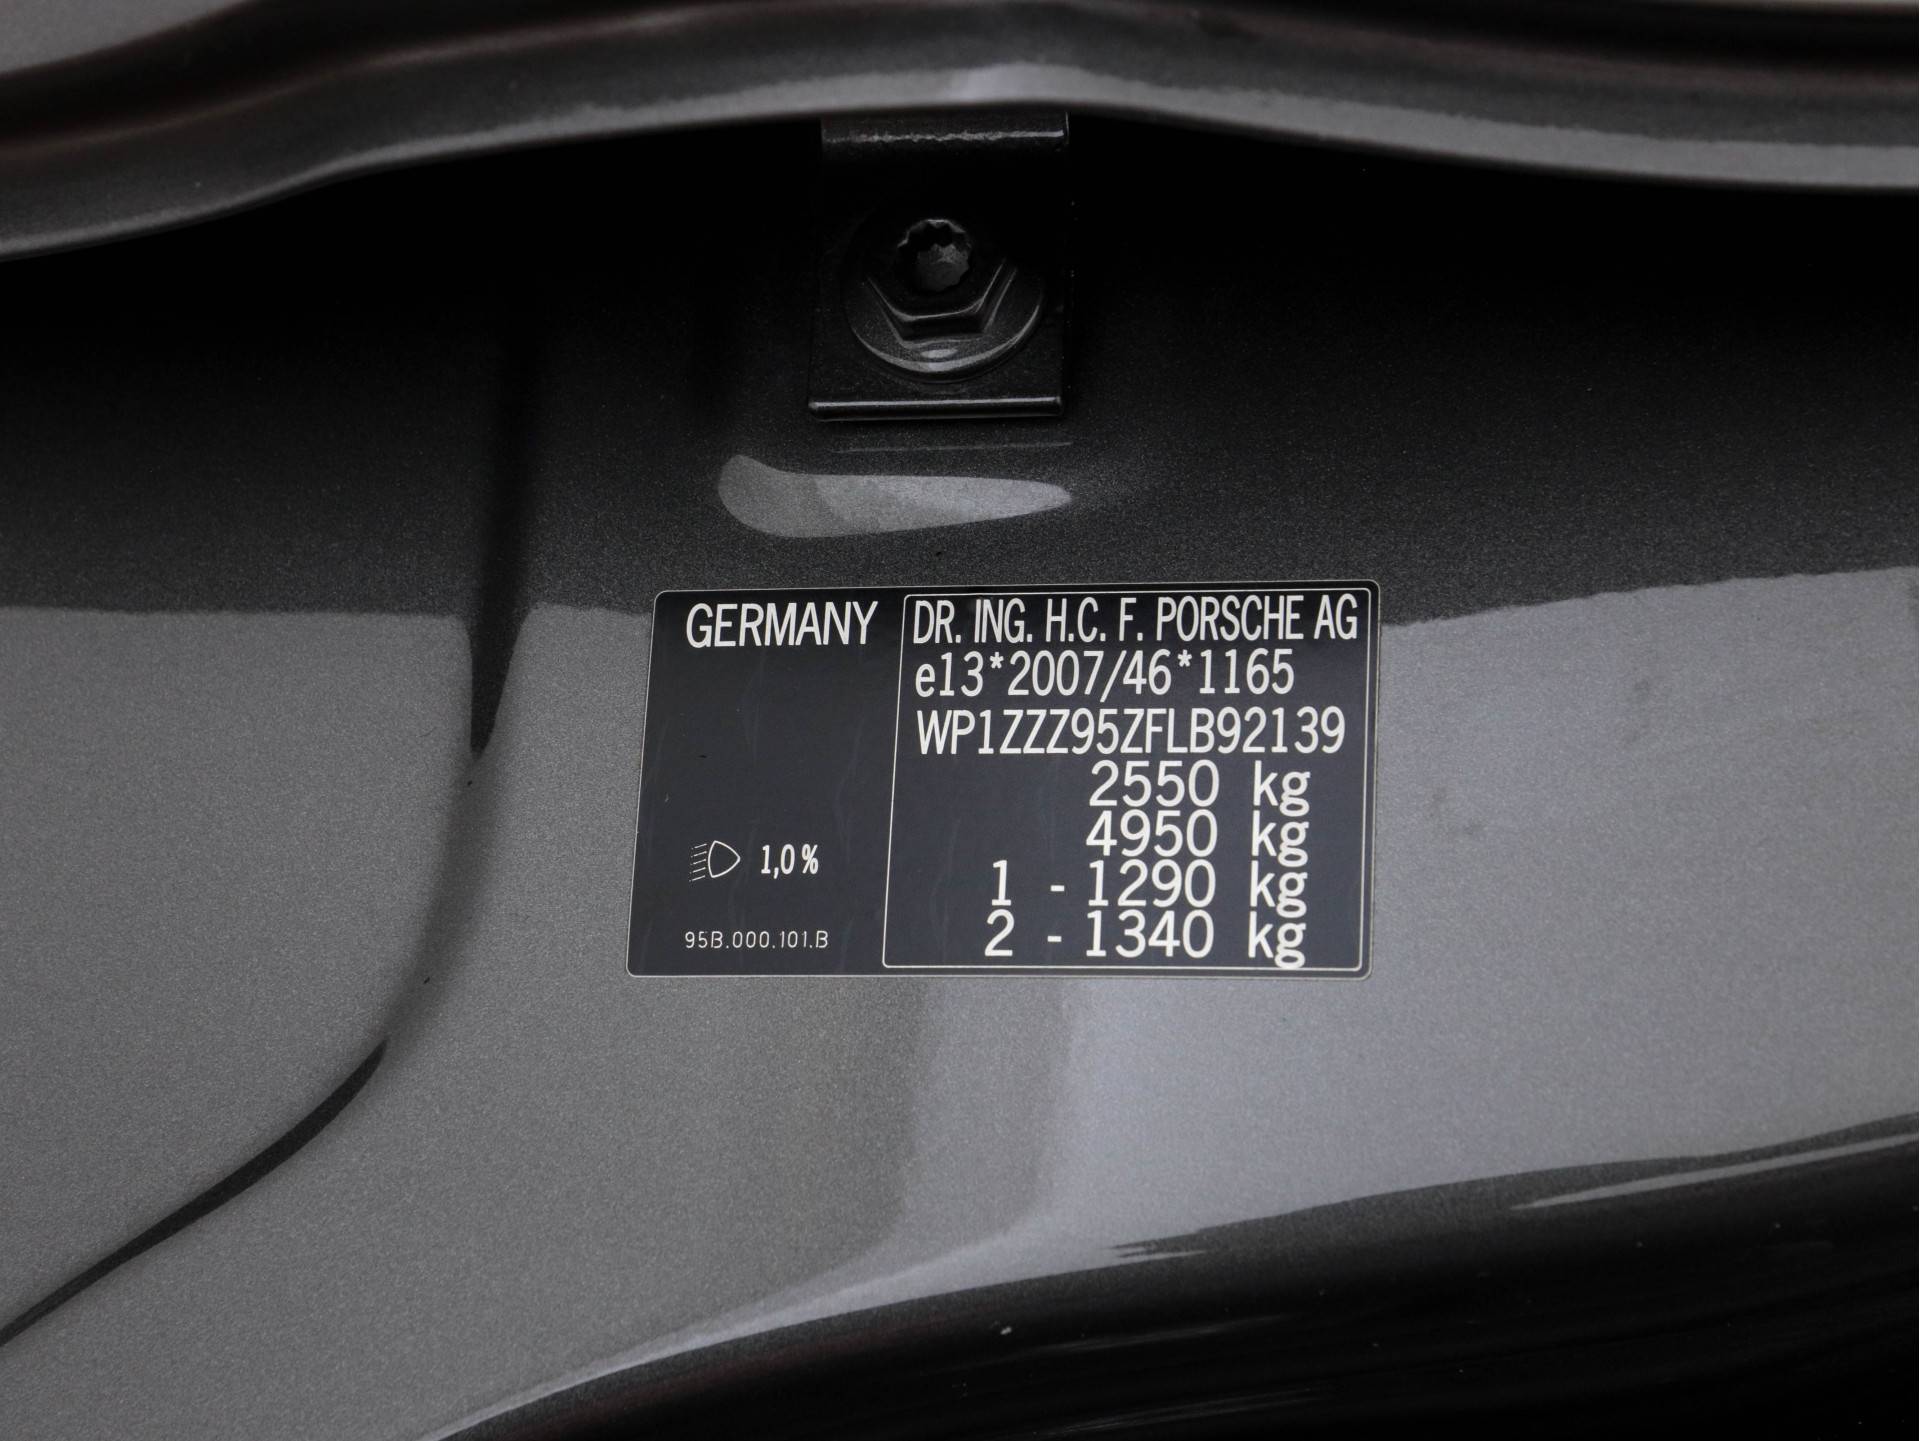 GERMANY
DR. ING. H.C. F. PORSCHE AG
e13*2007/46*1165
WP1ZZZ95ZFLB92139
2550 kg
4950 kg
1 - 1290 kg
2 - 1340 kg
1,0 %
95B.000.101.B